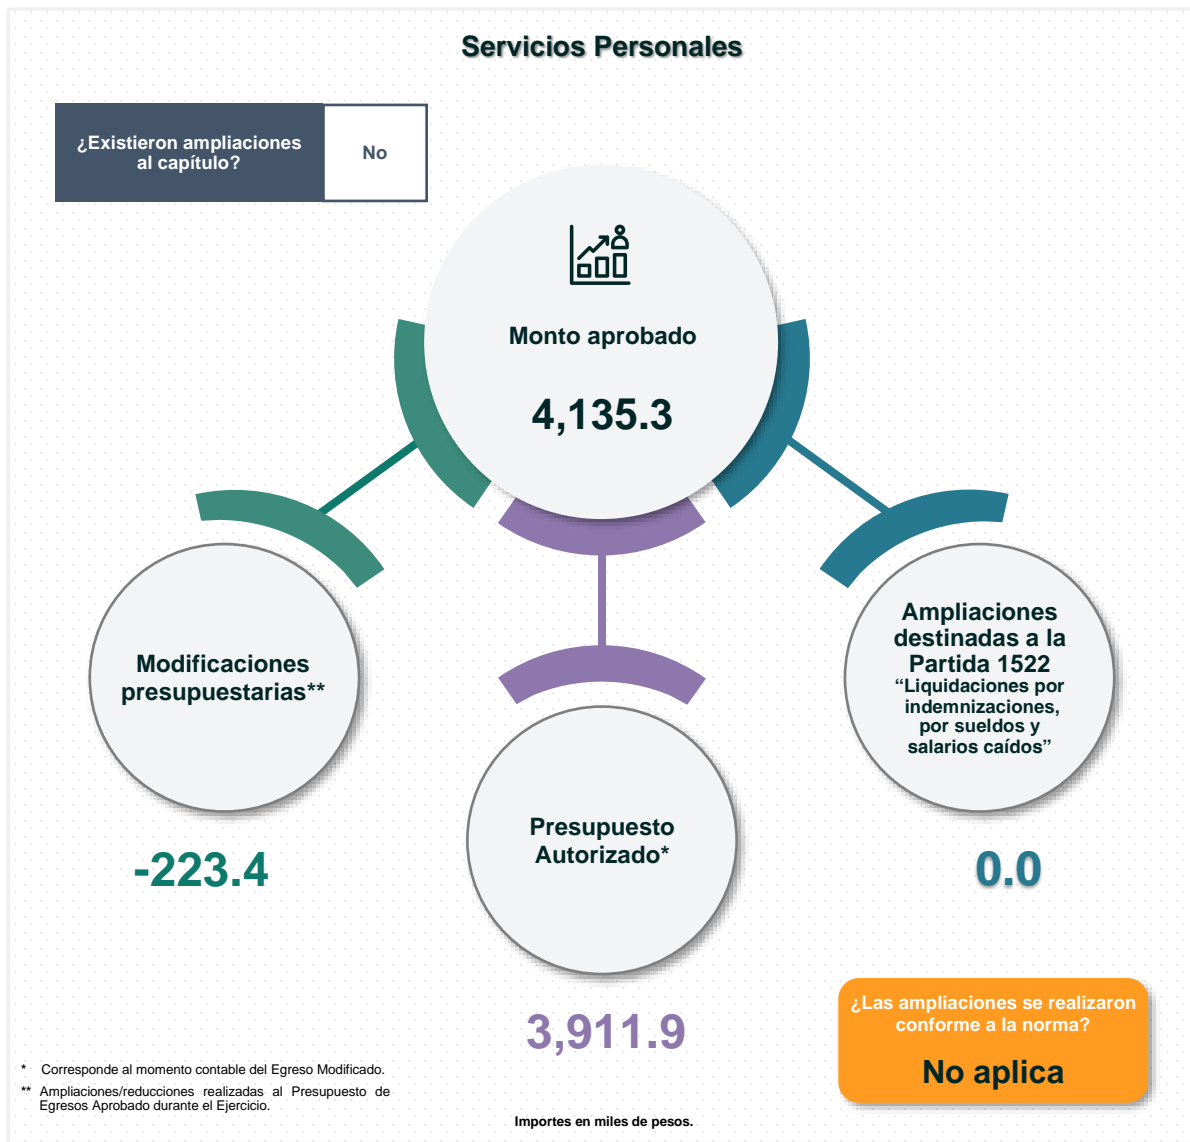 Servicios Personales
¿Existieron ampliaciones
al capítulo?
No
Monto aprobado
4,135.3
Modificaciones
presupuestarias**
-223.4
Presupuesto
Autorizado*
3,911.9
Ampliaciones
destinadas a la
Partida 1522
“Liquidaciones por
indemnizaciones,
por sueldos y
salarios caídos”
0.0
¿Las ampliaciones se realizaron
conforme a la norma?
No aplica
* Corresponde al momento contable del Egreso Modificado.
** Ampliaciones/reducciones realizadas al Presupuesto de
Egresos Aprobado durante el Ejercicio.
Importes en miles de pesos.